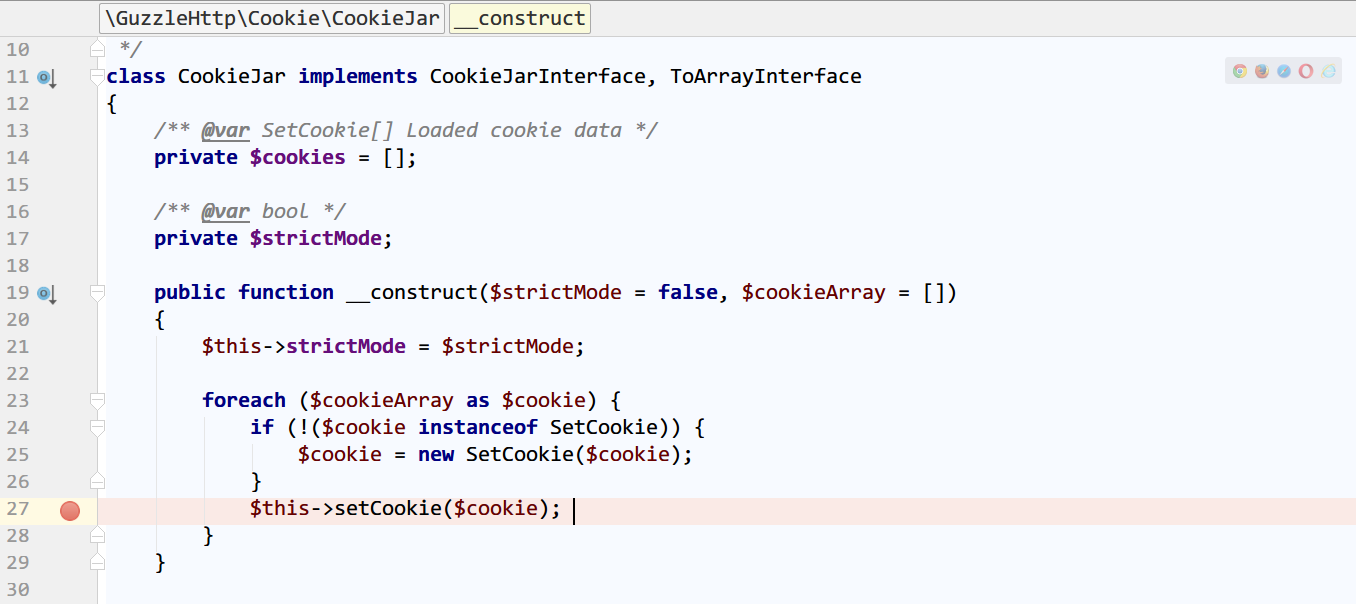 \GuzzleHttp\Cookie\CookieJar __construct
10 */
11 class CookieJar implements CookieJarInterface, ToArrayInterface
12 {
13 /** @var SetCookie[] Loaded cookie data */
14 private $cookies = [];
15
16 /** @var bool */
17 private $strictMode;
18
19 public function __construct($strictMode = false, $cookieArray = [])
20 {
21 $this->strictMode = $strictMode;
22
23 foreach ($cookieArray as $cookie) {
24 if (!($cookie instanceof SetCookie)) {
25 $cookie = new SetCookie($cookie);
26 }
27 $this->setCookie($cookie);
28 }
29 }
30